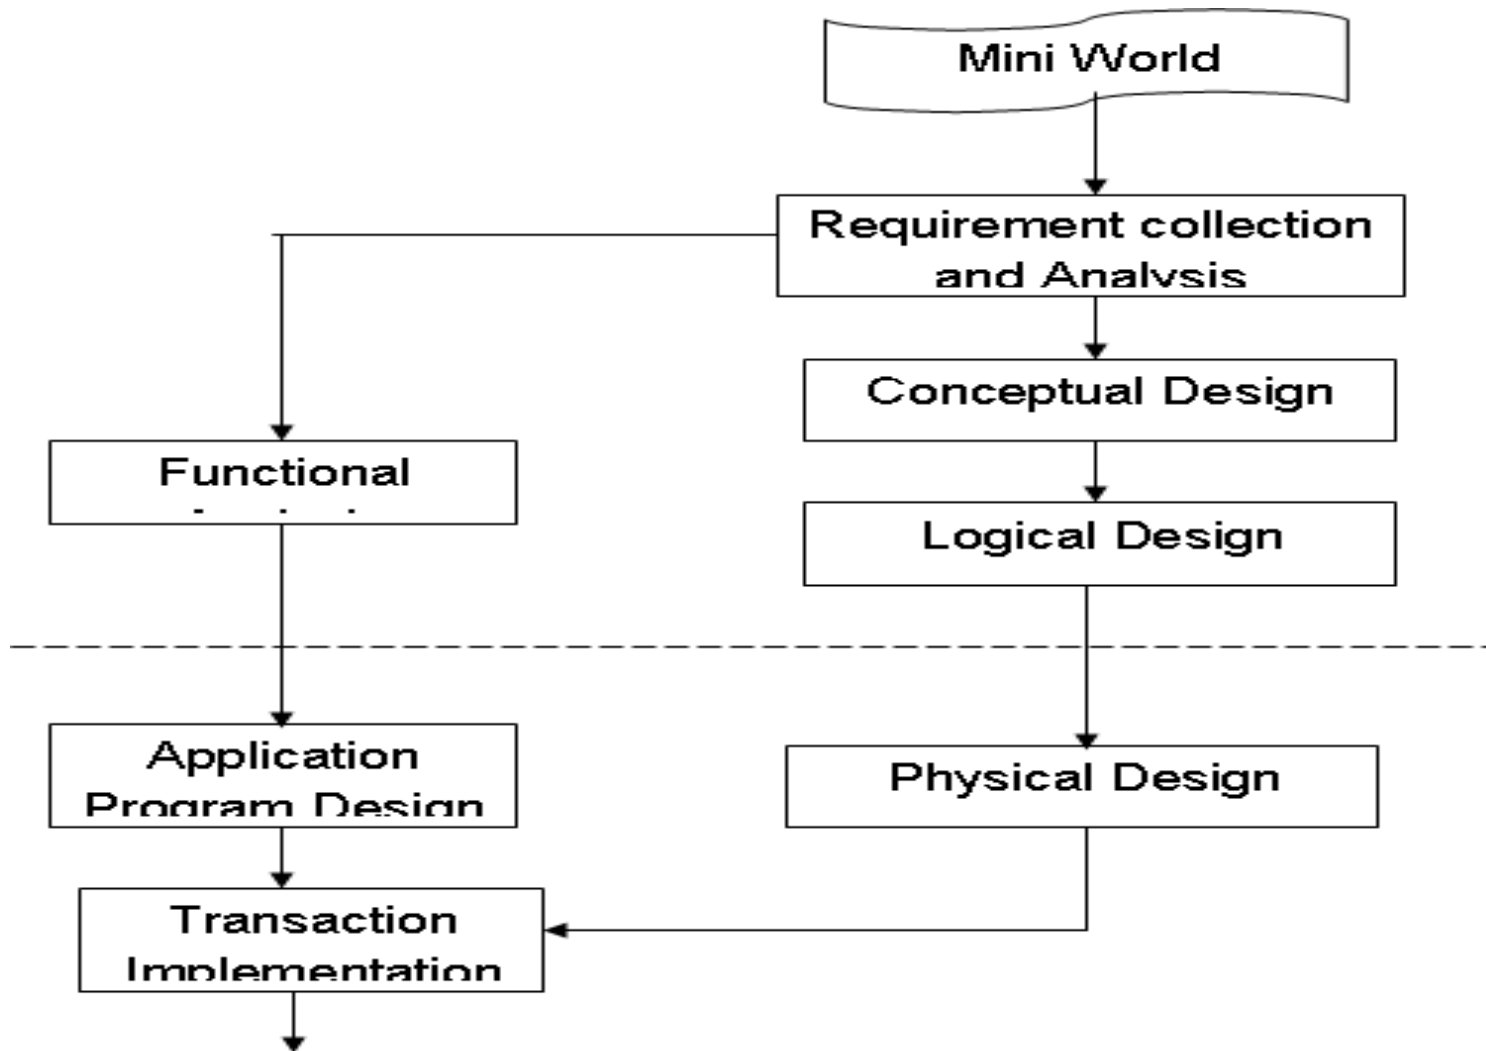 Mini World
Requirement collection
and Analysis
Conceptual Design
Functional
Logical Design
Application
Program Design
Physical Design
Transaction
Implementation